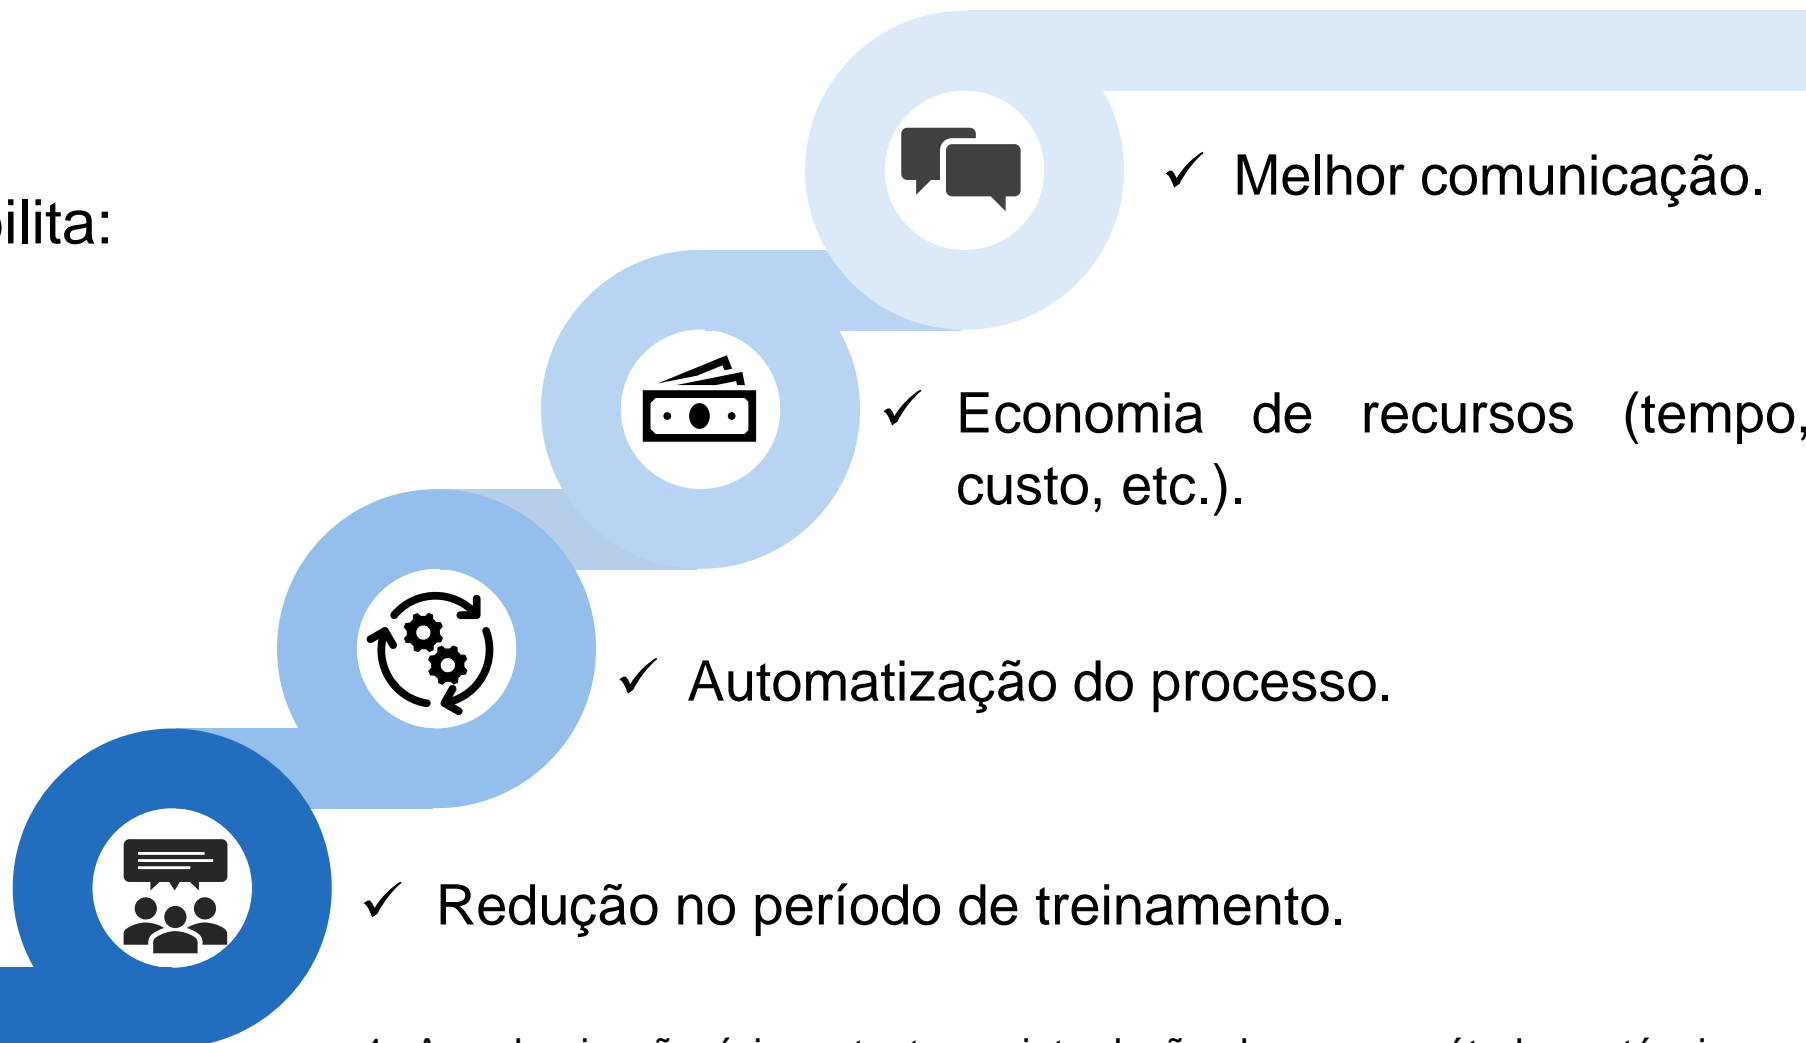 ✓ Melhor comunicação.
ilita:
✓ Economia de recursos (tempo,
custo, etc.).
✓ Automatização do processo.
✓ Redução no período de treinamento.